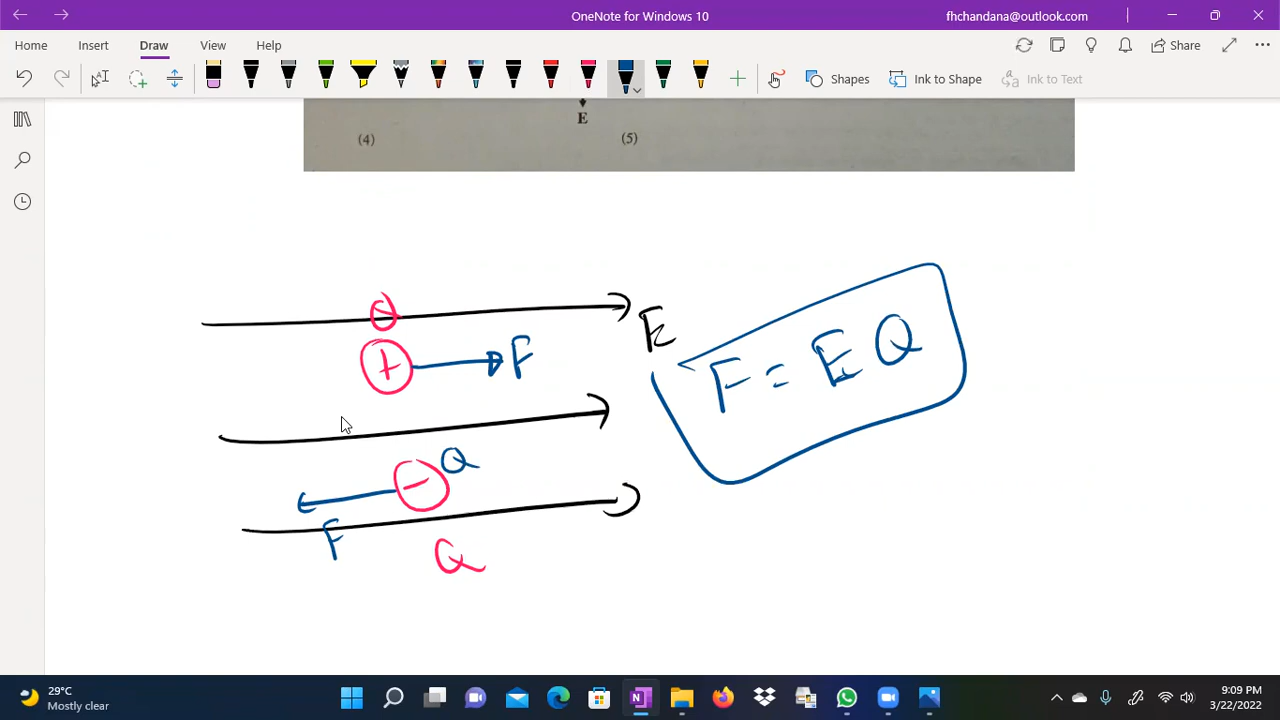 OneNote for Windows 10
fhchandana@outlook.com
Home Insert Draw View Help
Share
Shapes
Ink to Shape
Ink to Text
E
(4)
(5)
E
+
F
F = EQ
Q
-
F
Q
29°C
Mostly clear
9:09 PM
3/22/2022